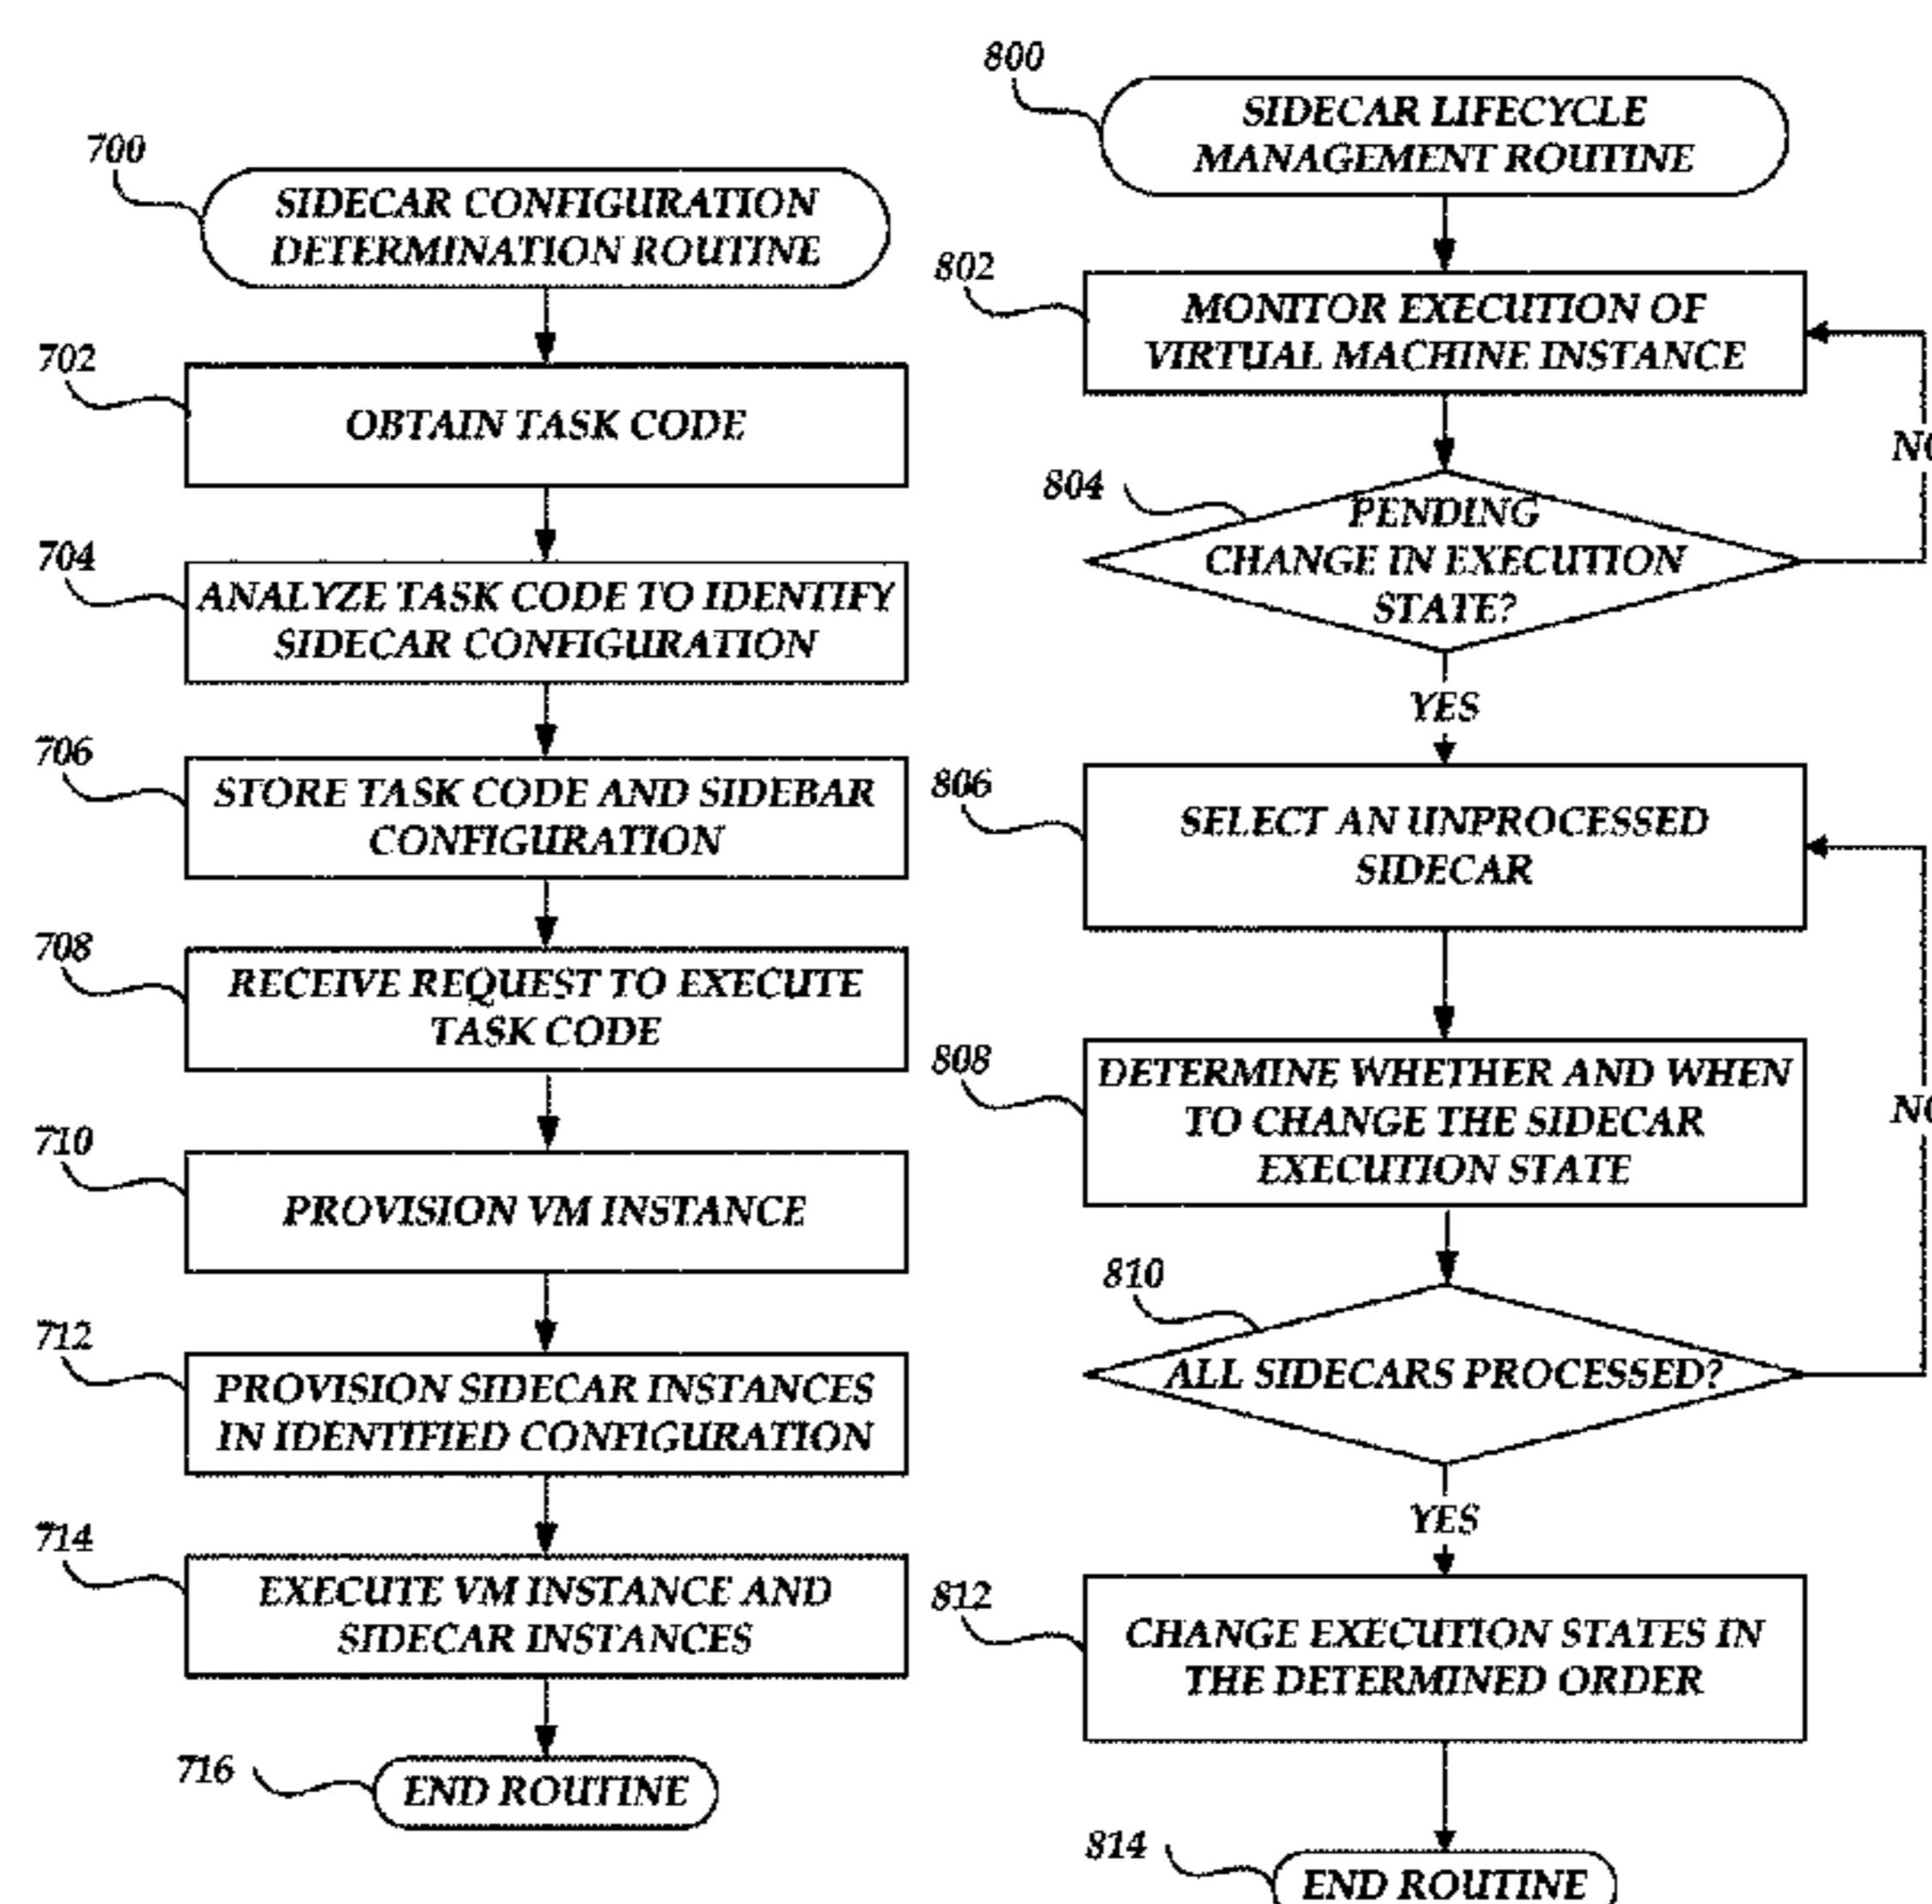 700
SIDECAR CONFIGURATION
DETERMINATION ROUTINE
702
OBTAIN TASK CODE
704
ANALYZE TASK CODE TO IDENTIFY
SIDECAR CONFIGURATION
706
STORE TASK CODE AND SIDEBAR
CONFIGURATION
708
RECEIVE REQUEST TO EXECUTE
TASK CODE
710
PROVISION VM INSTANCE
712
PROVISION SIDECAR INSTANCES
IN IDENTIFIED CONFIGURATION
714
EXECUTE VM INSTANCE AND
SIDECAR INSTANCES
716
END ROUTINE
800
SIDECAR LIFECYCLE
MANAGEMENT ROUTINE
802
MONITOR EXECUTION OF
VIRTUAL MACHINE INSTANCE
804
PENDING
CHANGE IN EXECUTION
STATE?
YES
806
SELECT AN UNPROCESSED
SIDECAR
808
DETERMINE WHETHER AND WHEN
TO CHANGE THE SIDECAR
EXECUTION STATE
810
ALL SIDECARS PROCESSED?
YES
812
CHANGE EXECUTION STATES IN
THE DETERMINED ORDER
814
END ROUTINE